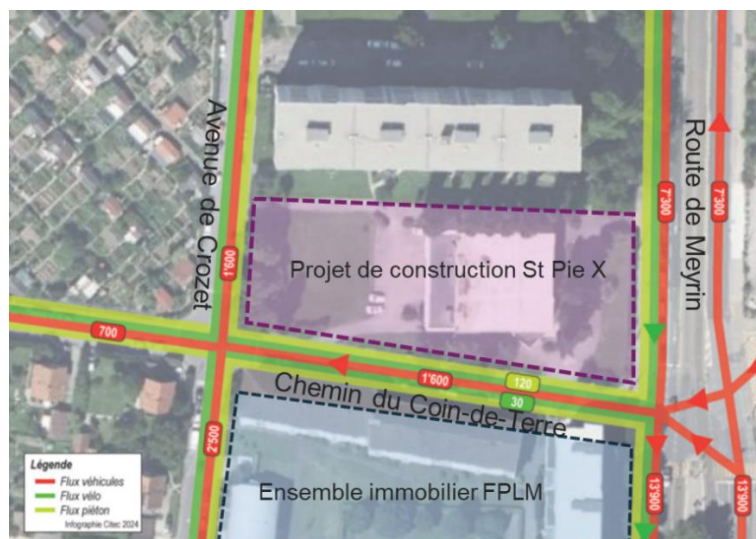 Avenue de Crozet
Route de Meyrin
7'300
7'300
Projet de construction St Pie X
1'600
700
1'600
120
30
Chemin du Coin-de-Terre
2'500
Ensemble immobilier FPLM
13'900
13'900
Légende
Flux véhicules
Flux vélo
Flux piéton
Infographie Citec 2024